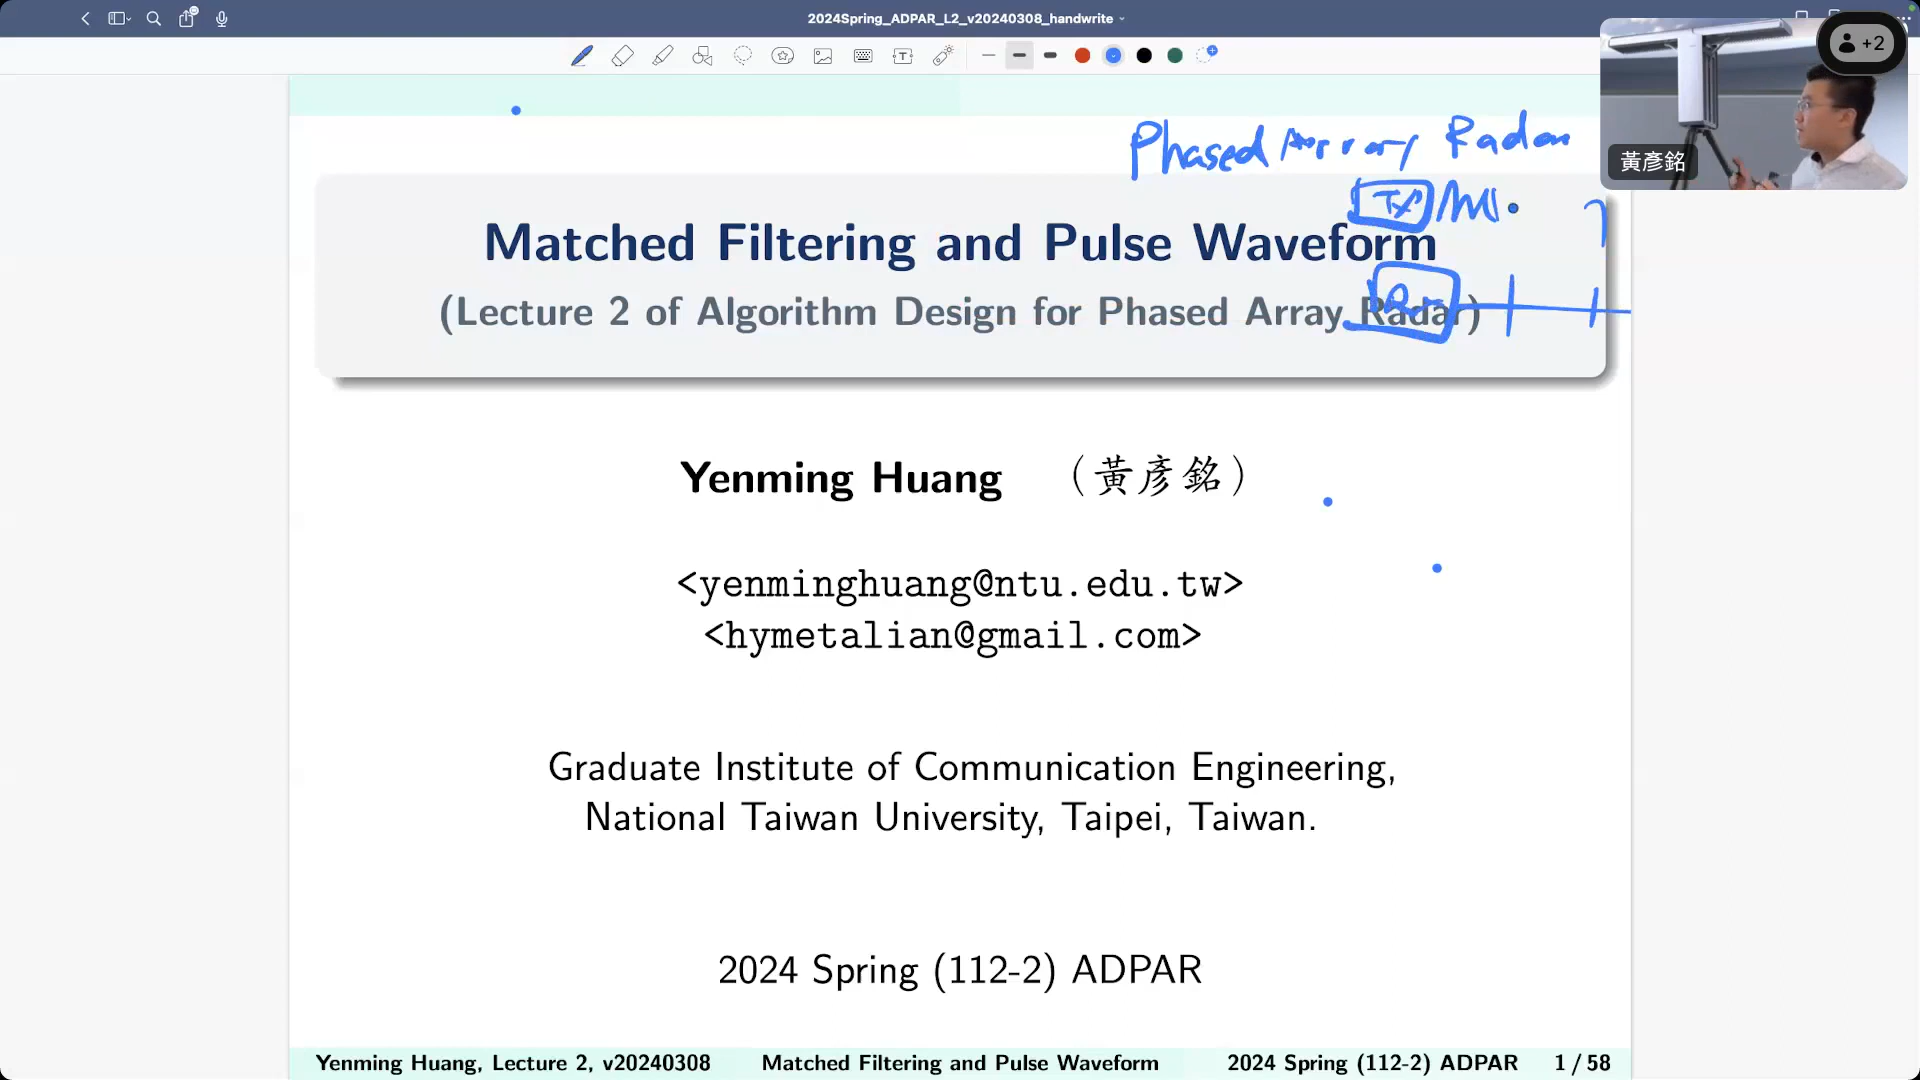 2024Spring_ADPAR_L2_v20240308_handwrite
+2
黃彥銘
Phased Array Radar
Tx
Matched Filtering and Pulse Waveform
(Lecture 2 of Algorithm Design for Phased Array Radar)
Yenming Huang （黃彥銘）
<yenminghuang@ntu.edu.tw>
<hymetalian@gmail.com>
Graduate Institute of Communication Engineering,
National Taiwan University, Taipei, Taiwan.
2024 Spring (112-2) ADPAR
Yenming Huang, Lecture 2, v20240308 Matched Filtering and Pulse Waveform 2024 Spring (112-2) ADPAR 1 / 58